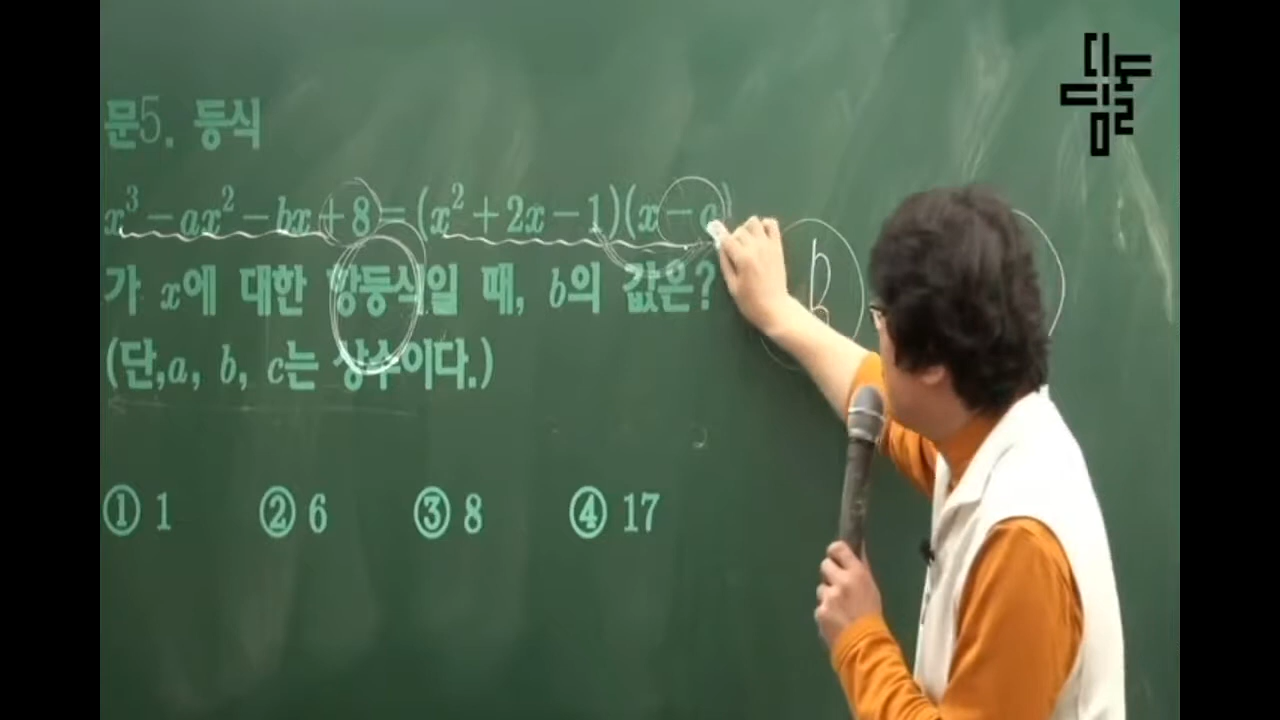 문5. 등식
x³-ax²-bx+8=(x²+2x-1)(x-a)
가 x에 대한 항등식일 때, b의 값은?
(단,a, b, c는 상수이다.)
① 1 ② 6 ③ 8 ④ 17
b